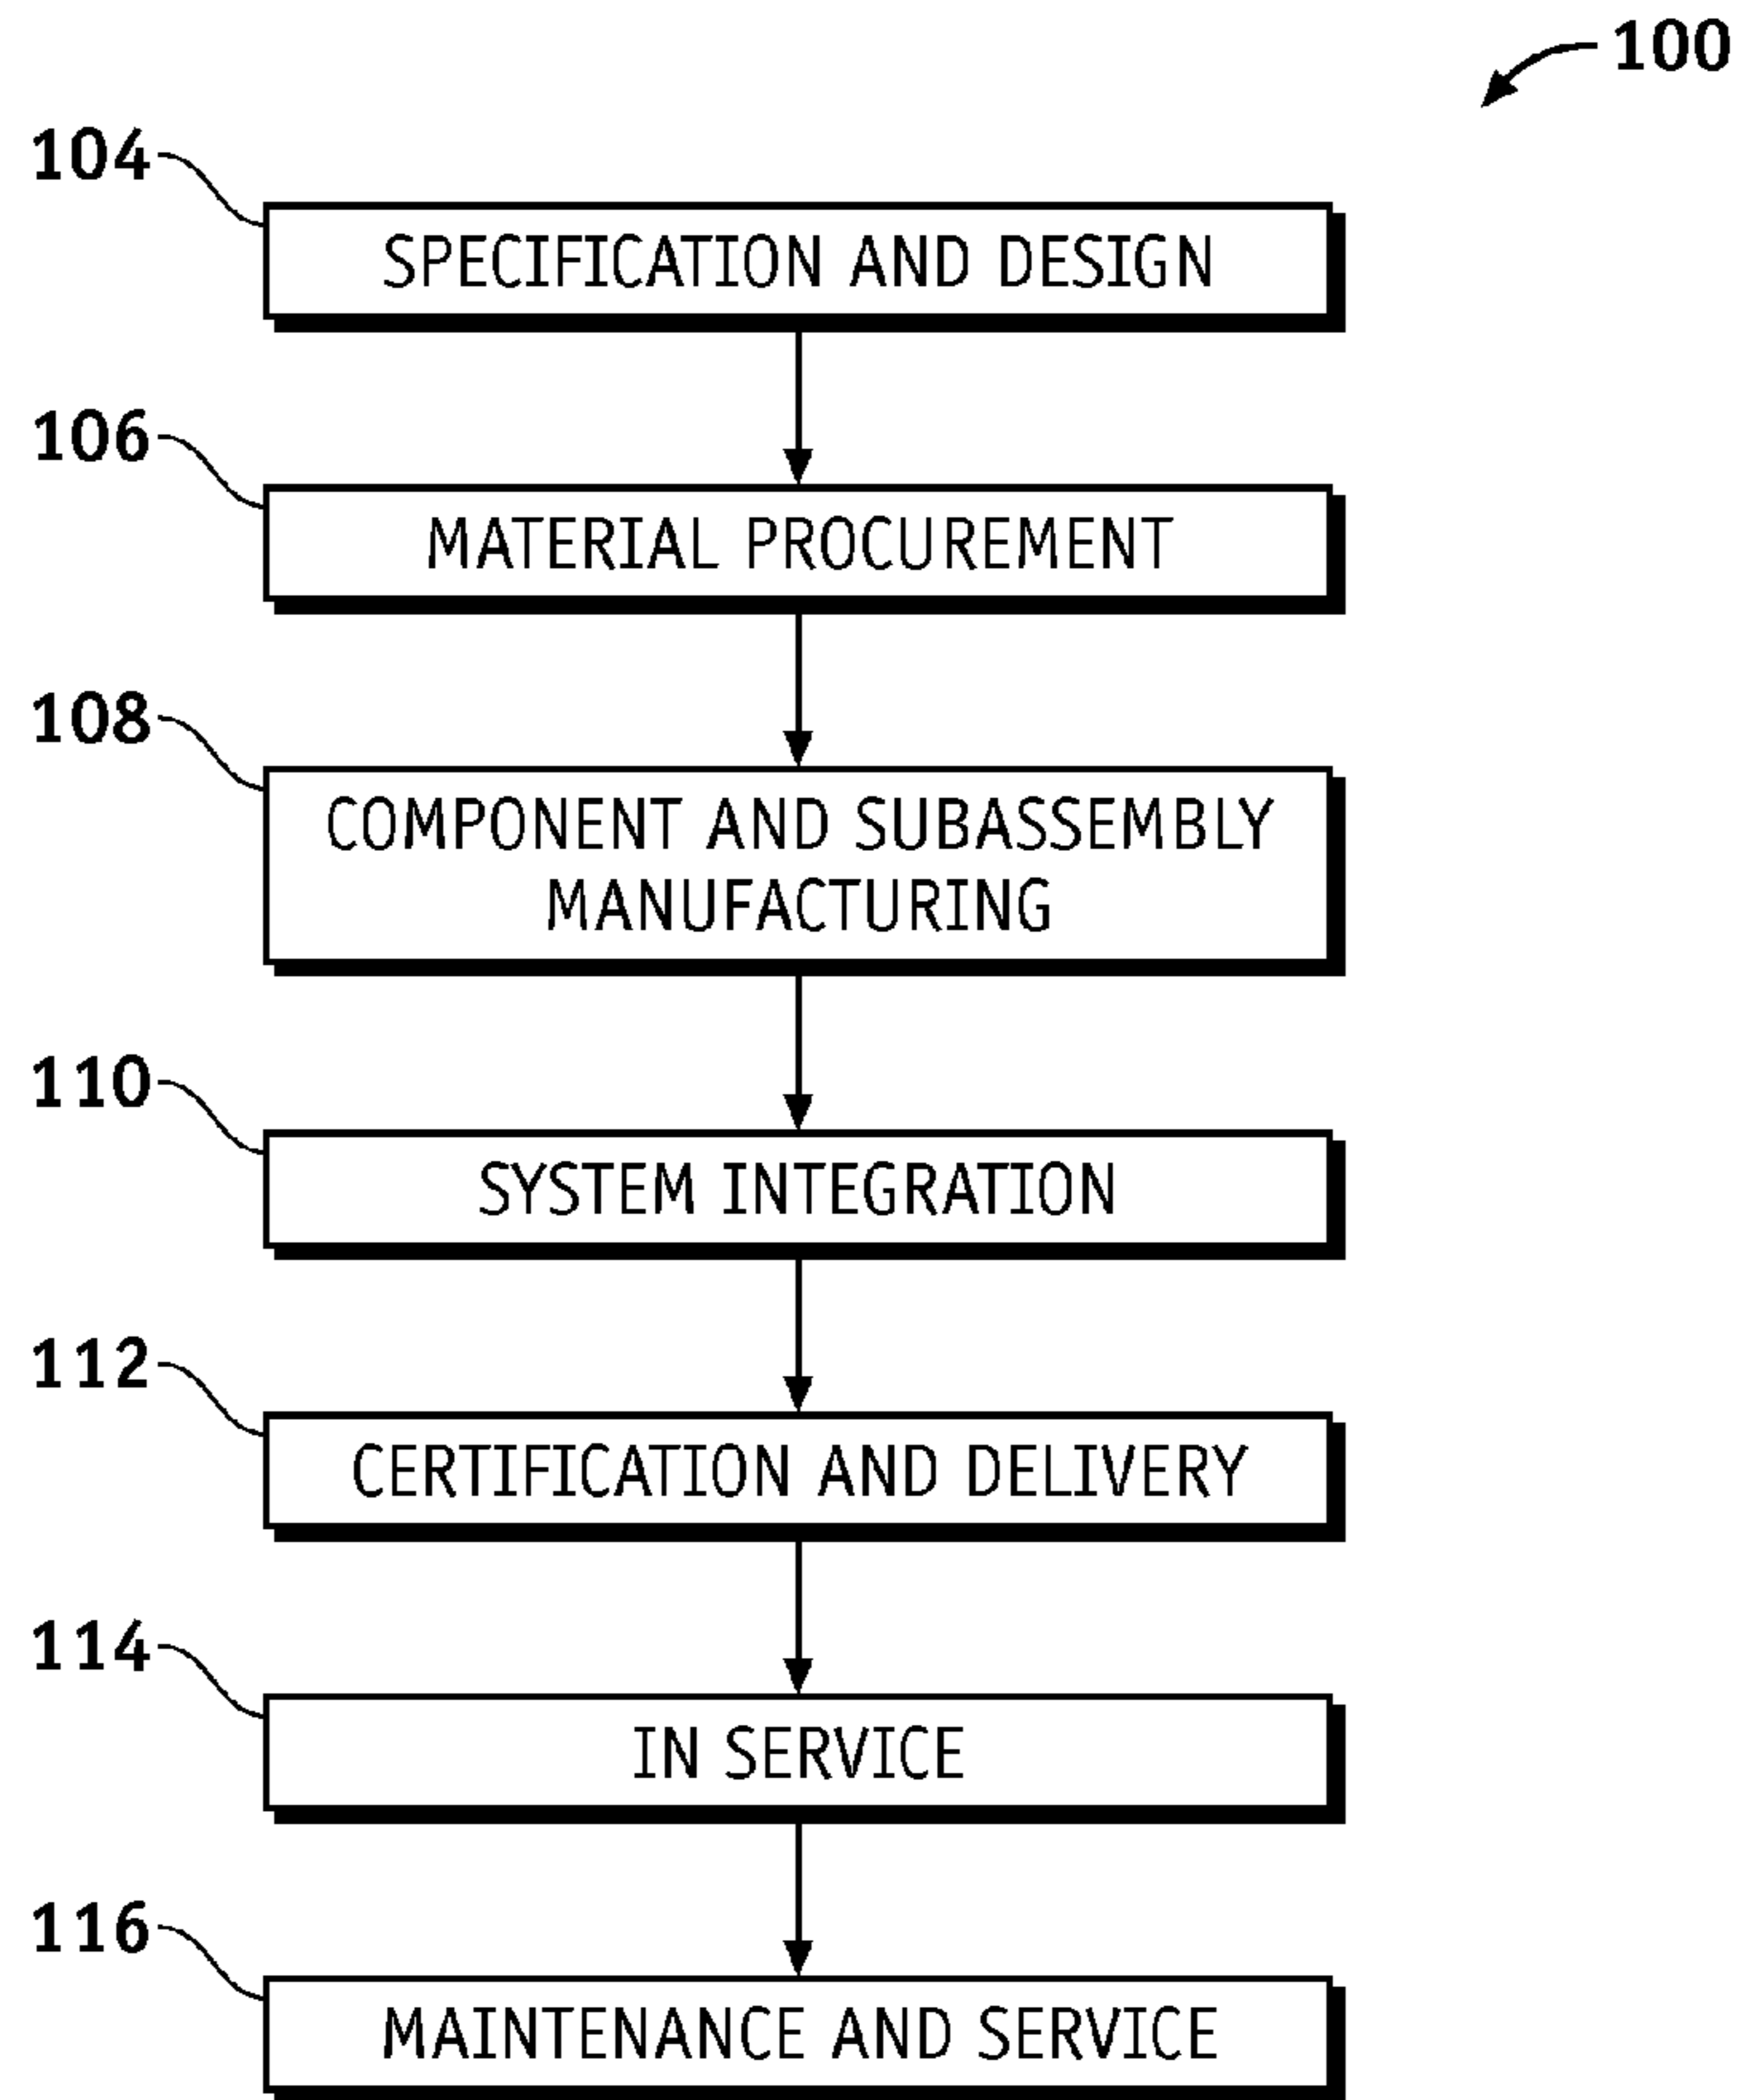 100
104
SPECIFICATION AND DESIGN
106
MATERIAL PROCUREMENT
108
COMPONENT AND SUBASSEMBLY
MANUFACTURING
110
SYSTEM INTEGRATION
112
CERTIFICATION AND DELIVERY
114
IN SERVICE
116
MAINTENANCE AND SERVICE